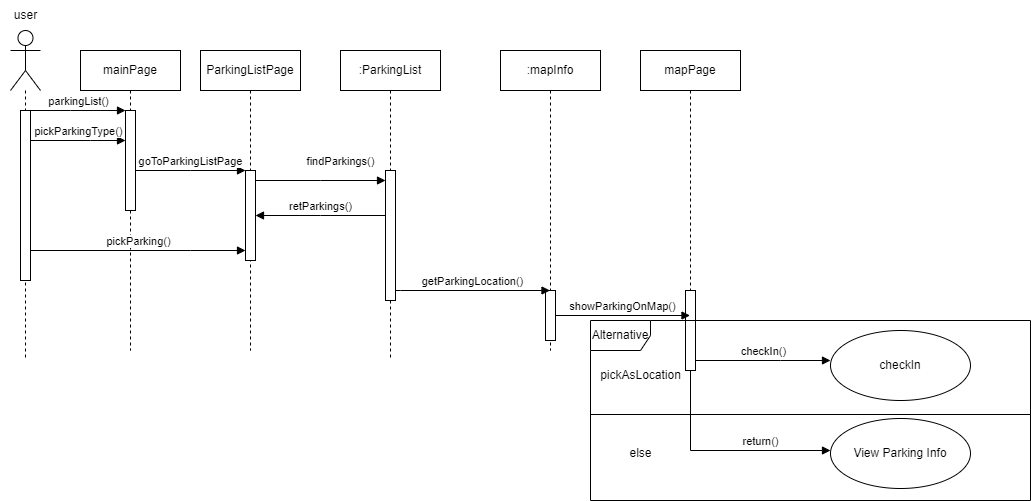 user
mainPage
ParkingListPage
:ParkingList
:mapInfo
mapPage
parkingList()
pickParkingType()
goToParkingListPage
findParkings()
retParkings()
pickParking()
getParkingLocation()
showParkingOnMap()
Alternative
pickAsLocation
checkIn()
checkIn
else
return()
View Parking Info